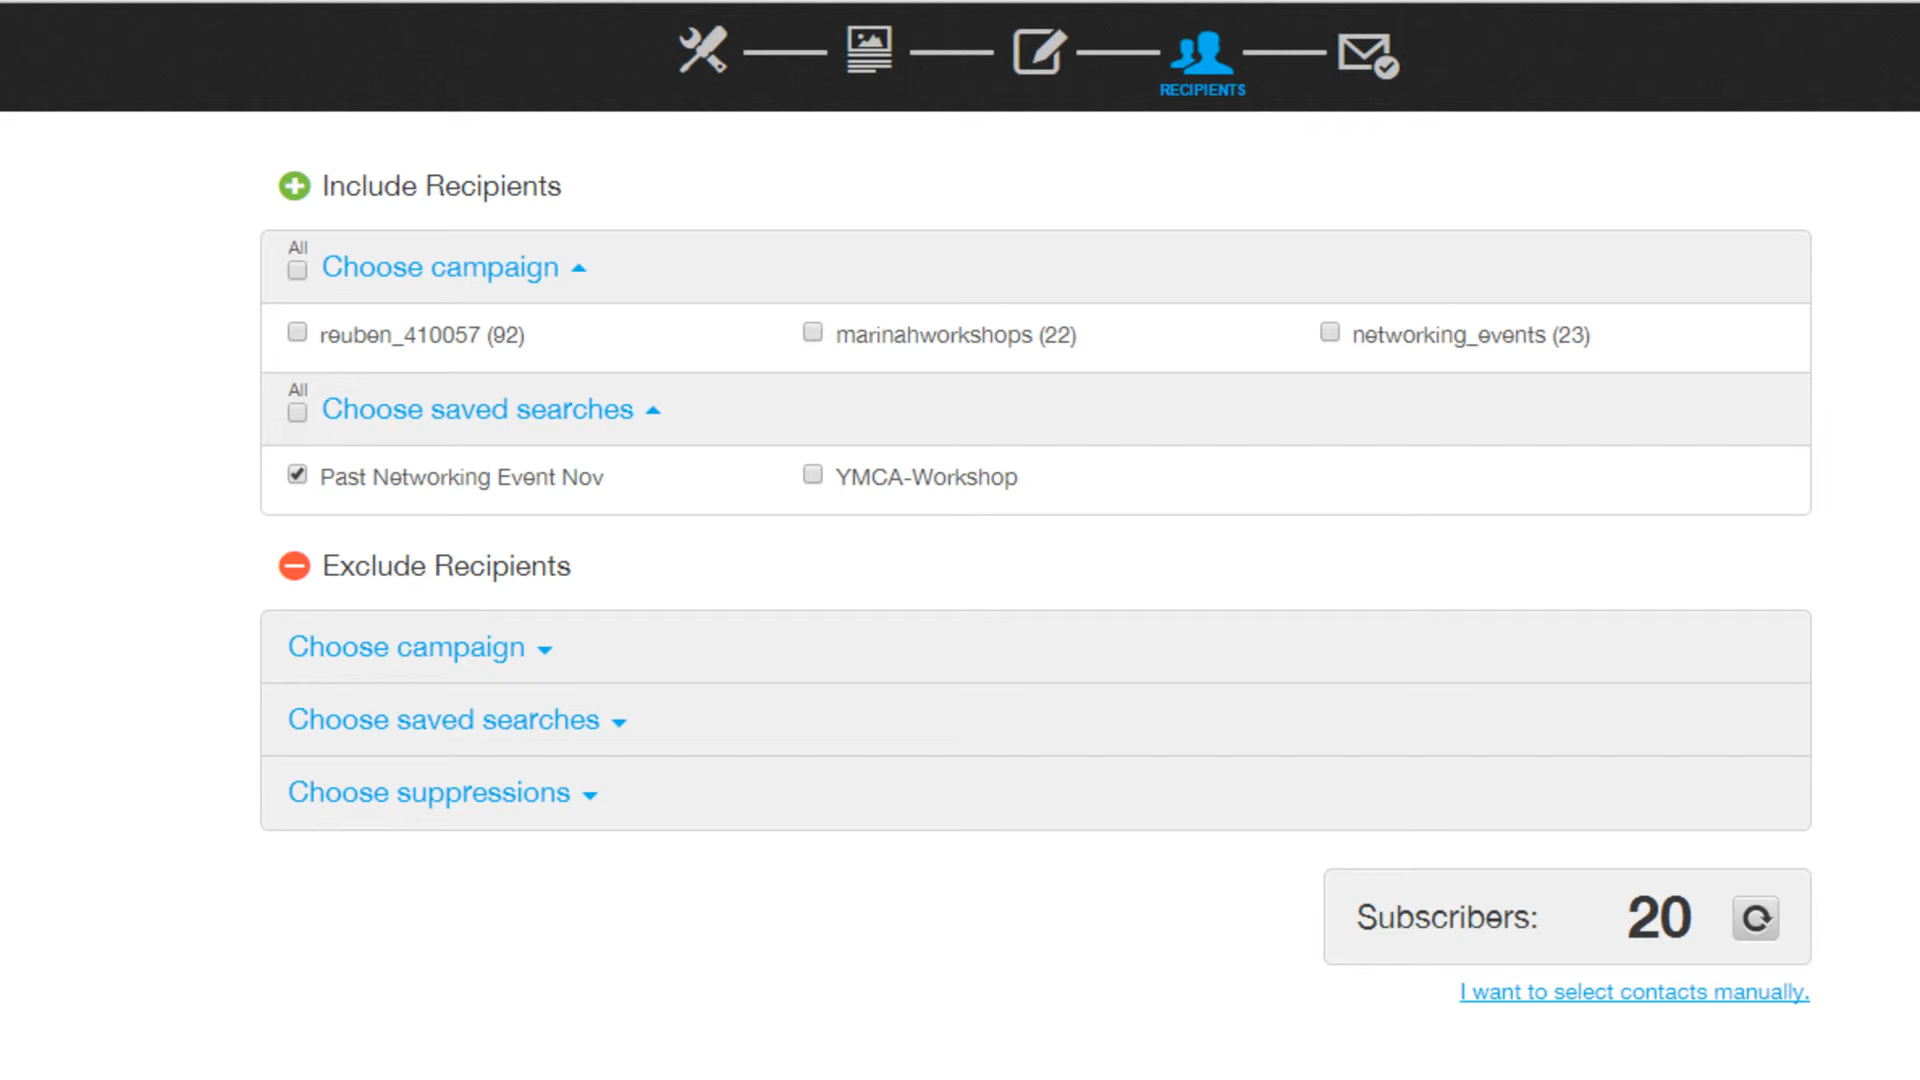 RECIPIENTS
Include Recipients
All
Choose campaign
reuben_410057 (92) marinahworkshops (22) networking_events (23)
All
Choose saved searches
Past Networking Event Nov YMCA-Workshop
Exclude Recipients
Choose campaign
Choose saved searches
Choose suppressions
Subscribers: 20
I want to select contacts manually.